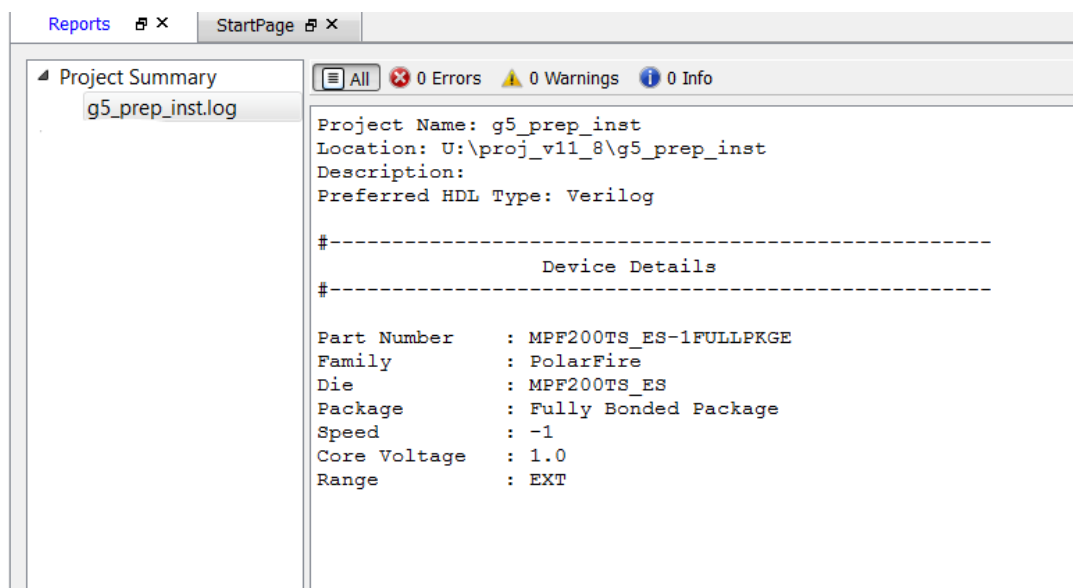 Reports StartPage
Project Summary
g5_prep_inst.log
All 0 Errors 0 Warnings 0 Info
Project Name: g5_prep_inst
Location: U:\proj_v11_8\g5_prep_inst
Description:
Preferred HDL Type: Verilog
#-----------------------------------------------------
Device Details
#-----------------------------------------------------
Part Number : MPF200TS_ES-1FULLPKGE
Family : PolarFire
Die : MPF200TS_ES
Package : Fully Bonded Package
Speed : -1
Core Voltage : 1.0
Range : EXT